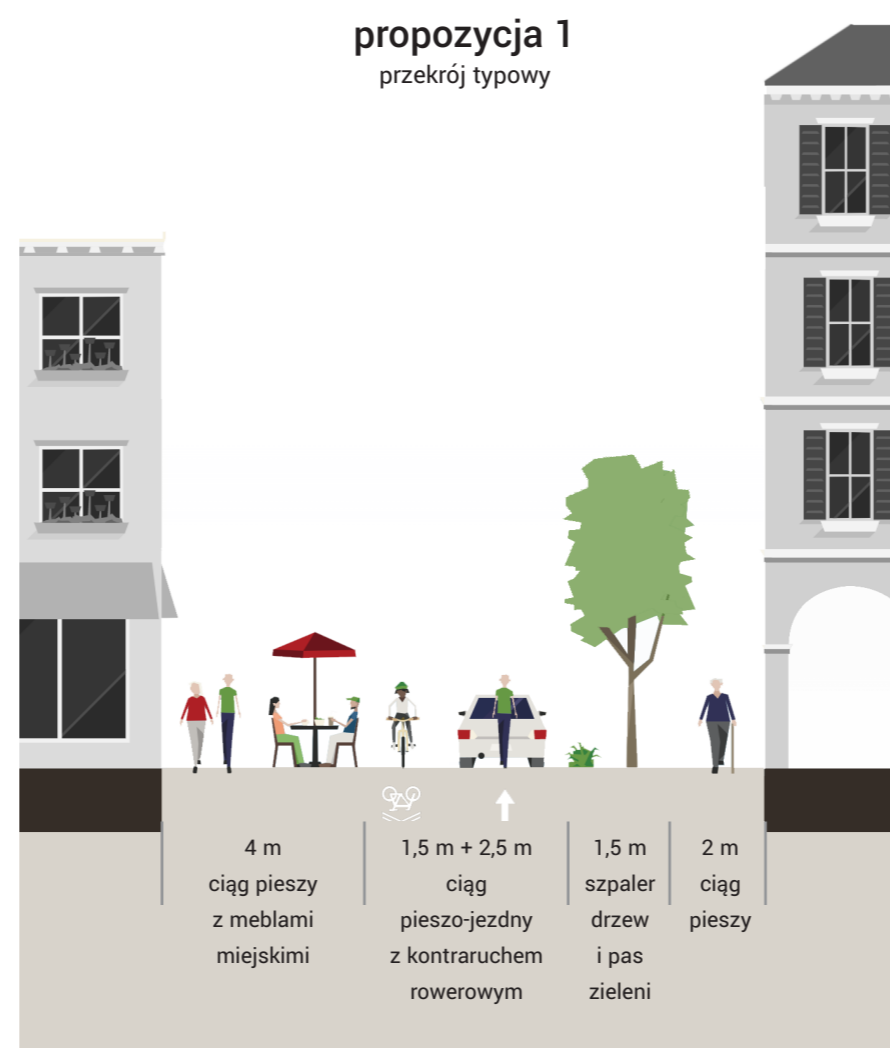 propozycja 1
przekrój typowy
4 m
ciąg pieszy
z meblami
miejskimi
1,5 m + 2,5 m
ciąg
pieszo-jezdny
z kontraruchem
rowerowym
1,5 m
szpaler
drzew
i pas
zieleni
2 m
ciąg
pieszy